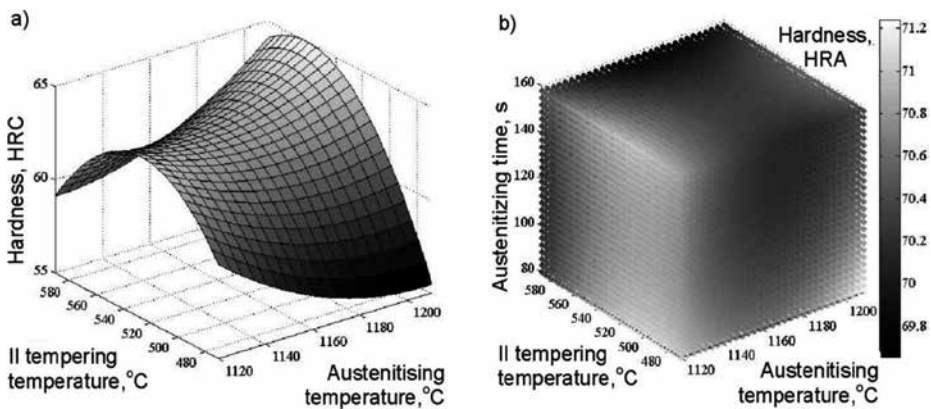 a)
65
60
55
Hardness, HRC
580
560
540
520
500
480
II tempering
temperature,°C
1120
1140
1160
1180
1200
Austenitising
temperature,°C
b)
Hardness,
HRA
71.2
71
70.8
70.6
70.4
70.2
70
69.8
160
140
120
100
80
Austenitizing time, s
580
560
540
520
500
480
II tempering
temperature,°C
1120
1140
1160
1180
1200
Austenitising
temperature,°C